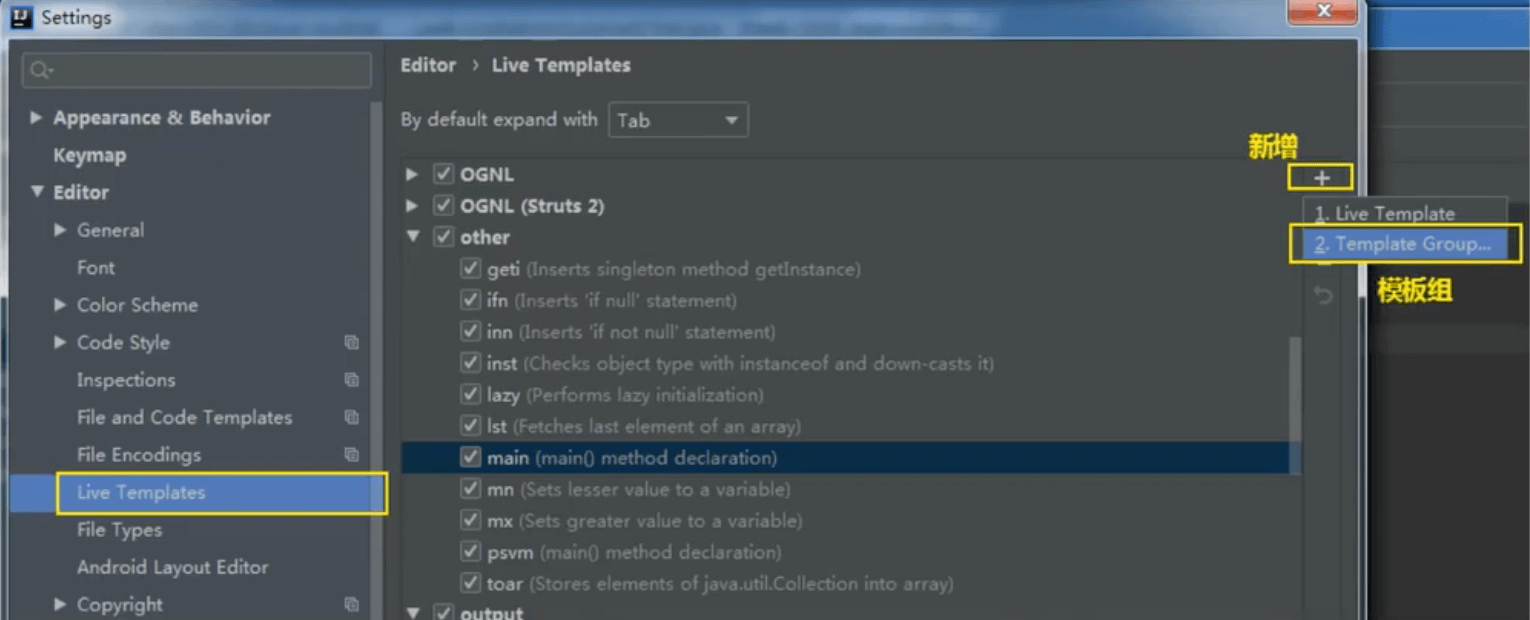 Settings
Editor › Live Templates
By default expand with Tab
Appearance & Behavior
Keymap
Editor
General
Font
Color Scheme
Code Style
Inspections
File and Code Templates
File Encodings
Live Templates
File Types
Android Layout Editor
Copyright
OGNL
OGNL (Struts 2)
other
geti (Inserts singleton method getInstance)
ifn (Inserts 'if null' statement)
inn (Inserts 'if not null' statement)
inst (Checks object type with instanceof and down-casts it)
lazy (Performs lazy initialization)
lst (Fetches last element of an array)
main (main() method declaration)
mn (Sets lesser value to a variable)
mx (Sets greater value to a variable)
psvm (main() method declaration)
toar (Stores elements of java.util.Collection into array)
output
新增
1. Live Template
2. Template Group...
模板组